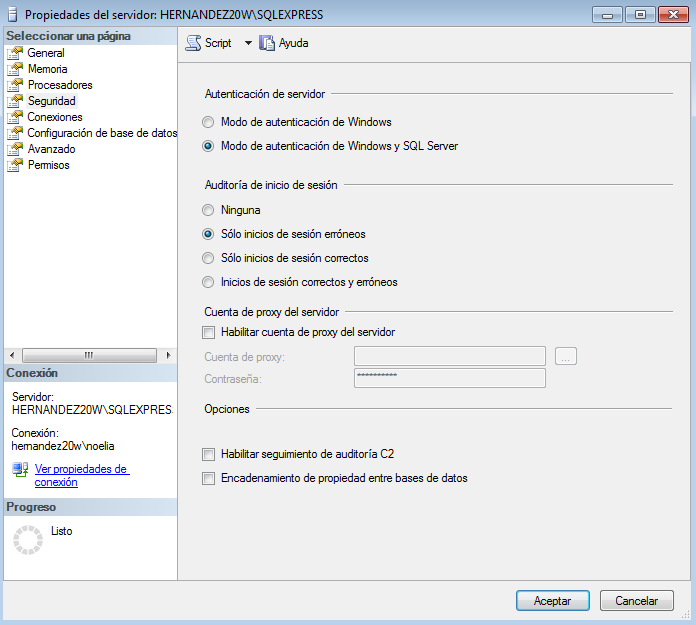 Propiedades del servidor: HERNANDEZ20W\SQLEXPRESS
Seleccionar una página
General
Memoria
Procesadores
Seguridad
Conexiones
Configuración de base de datos
Avanzado
Permisos
Conexión
Servidor:
HERNANDEZ20W\SQLEXPRESS
Conexión:
hernandez20w\noelia
Ver propiedades de
conexión
Progreso
Listo
Script
Ayuda
Autenticación de servidor
Modo de autenticación de Windows
Modo de autenticación de Windows y SQL Server
Auditoría de inicio de sesión
Ninguna
Sólo inicios de sesión erróneos
Sólo inicios de sesión correctos
Inicios de sesión correctos y erróneos
Cuenta de proxy del servidor
Habilitar cuenta de proxy del servidor
Cuenta de proxy:
...
Contraseña:
**********
Opciones
Habilitar seguimiento de auditoría C2
Encadenamiento de propiedad entre bases de datos
Aceptar
Cancelar